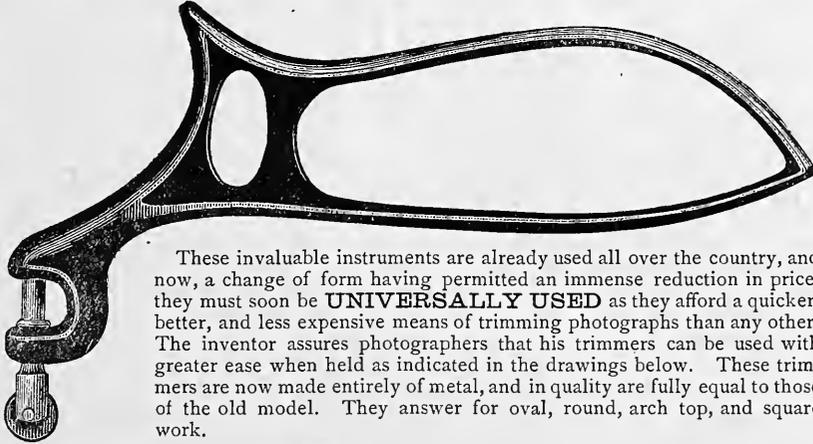 These invaluable instruments are already used all over the country, and
now, a change of form having permitted an immense reduction in price
they must soon be UNIVERSALLY USED as they afford a quicker
better, and less expensive means of trimming photographs than any other
The inventor assures photographers that his trimmers can be used with
greater ease when held as indicated in the drawings below. These trim
mers are now made entirely of metal, and in quality are fully equal to those
of the old model. They answer for oval, round, arch top, and squar
work.